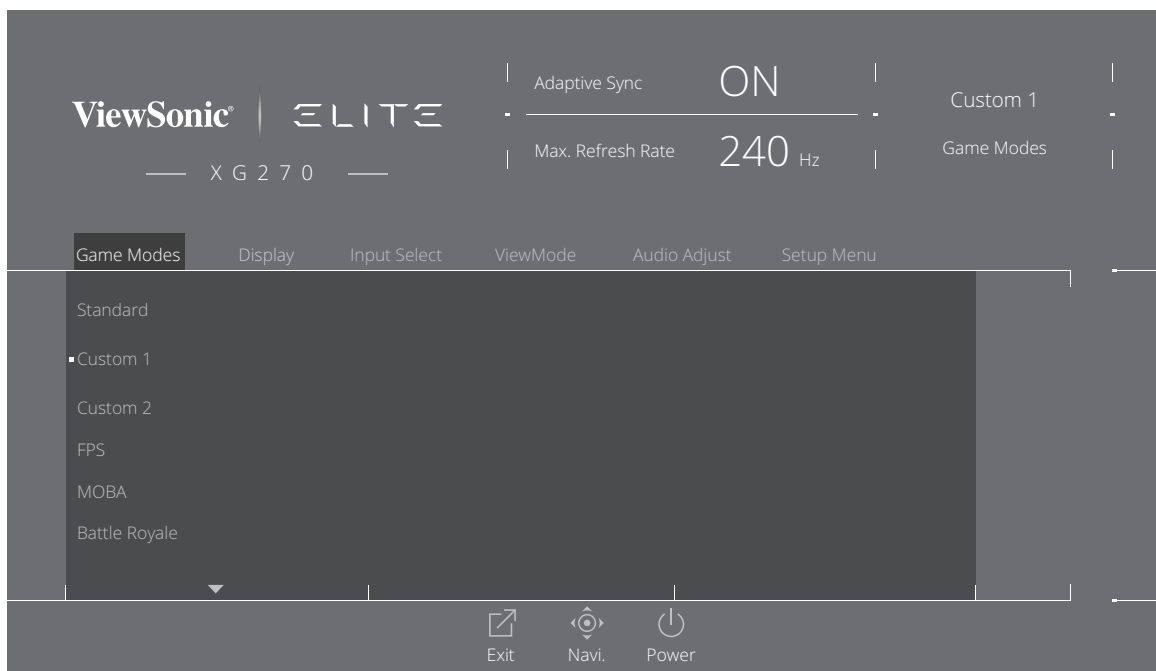 ViewSonic® ELITE
XG270
Adaptive Sync ON
Max. Refresh Rate 240 Hz
Custom 1
Game Modes
Game Modes Display Input Select ViewMode Audio Adjust Setup Menu
Standard
Custom 1
Custom 2
FPS
MOBA
Battle Royale
Exit Navi. Power